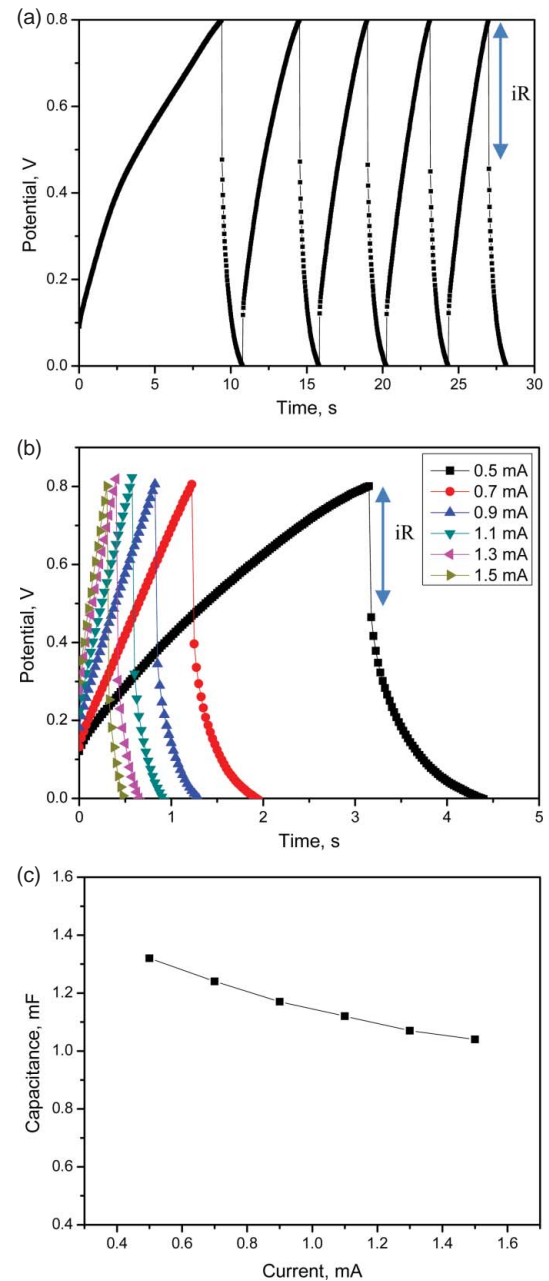 (a)
0.8
0.6
0.4
0.2
0.0
Potential, V
iR
0 5 10 15 20 25 30
Time, s
(b)
1.0
0.8
0.6
0.4
0.2
0.0
Potential, V
0.5 mA
0.7 mA
0.9 mA
1.1 mA
1.3 mA
1.5 mA
iR
0 1 2 3 4 5
Time, s
(c)
1.6
1.4
1.2
1.0
0.8
0.6
0.4
Capacitance, mF
0.4 0.6 0.8 1.0 1.2 1.4 1.6
Current, mA